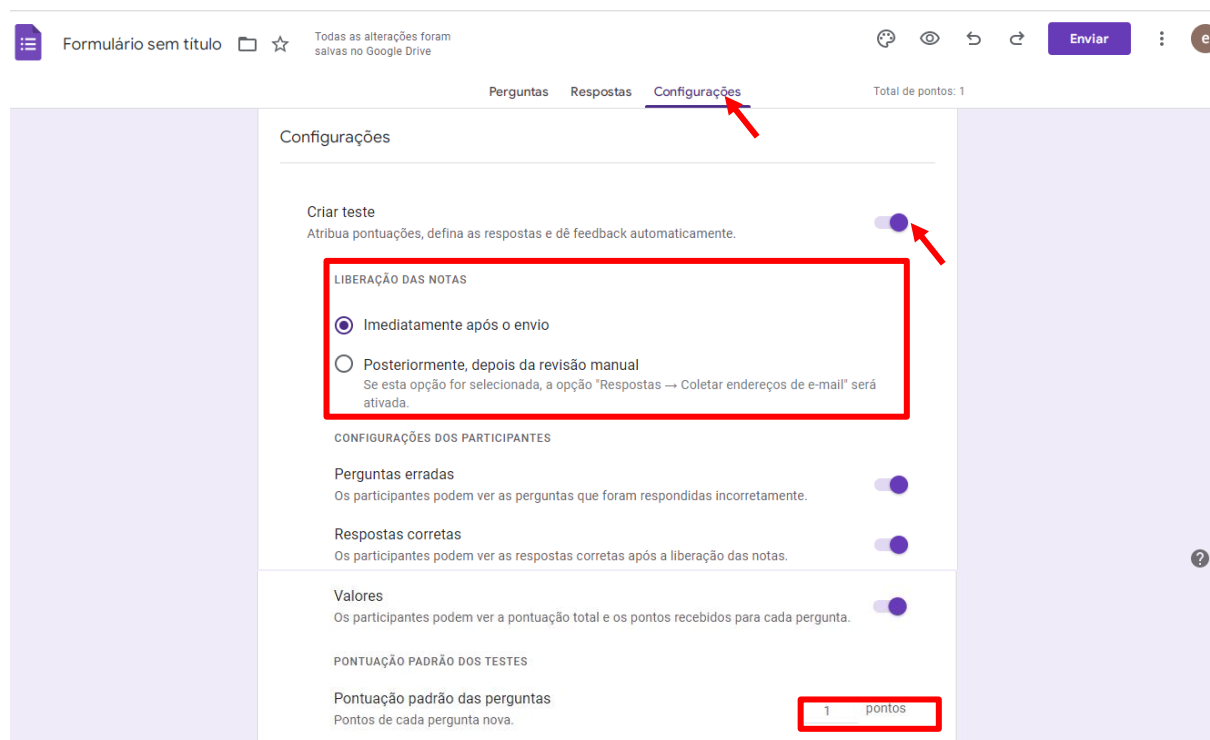 Formulário sem título
Todas as alterações foram
salvas no Google Drive
Enviar
e
Perguntas Respostas Configurações
Total de pontos: 1
Configurações
Criar teste
Atribua pontuações, defina as respostas e dê feedback automaticamente.
LIBERAÇÃO DAS NOTAS
Imediatamente após o envio
Posteriormente, depois da revisão manual
Se esta opção for selecionada, a opção "Respostas → Coletar endereços de e-mail" será
ativada.
CONFIGURAÇÕES DOS PARTICIPANTES
Perguntas erradas
Os participantes podem ver as perguntas que foram respondidas incorretamente.
Respostas corretas
Os participantes podem ver as respostas corretas após a liberação das notas.
Valores
Os participantes podem ver a pontuação total e os pontos recebidos para cada pergunta.
PONTUAÇÃO PADRÃO DOS TESTES
Pontuação padrão das perguntas
1 pontos
Pontos de cada pergunta nova.